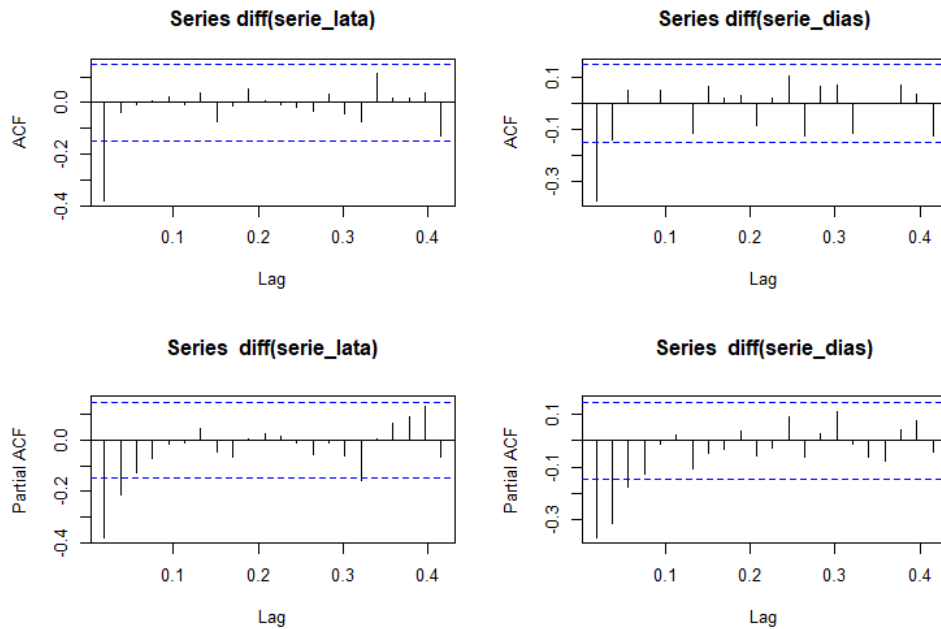 Series diff(serie_lata)
ACF
0.0
-0.2
-0.4
0.1 0.2 0.3 0.4
Lag
Series diff(serie_dias)
ACF
0.1
-0.1
-0.3
0.1 0.2 0.3 0.4
Lag
Series diff(serie_lata)
Partial ACF
0.0
-0.2
-0.4
0.1 0.2 0.3 0.4
Lag
Series diff(serie_dias)
Partial ACF
0.1
-0.1
-0.3
0.1 0.2 0.3 0.4
Lag